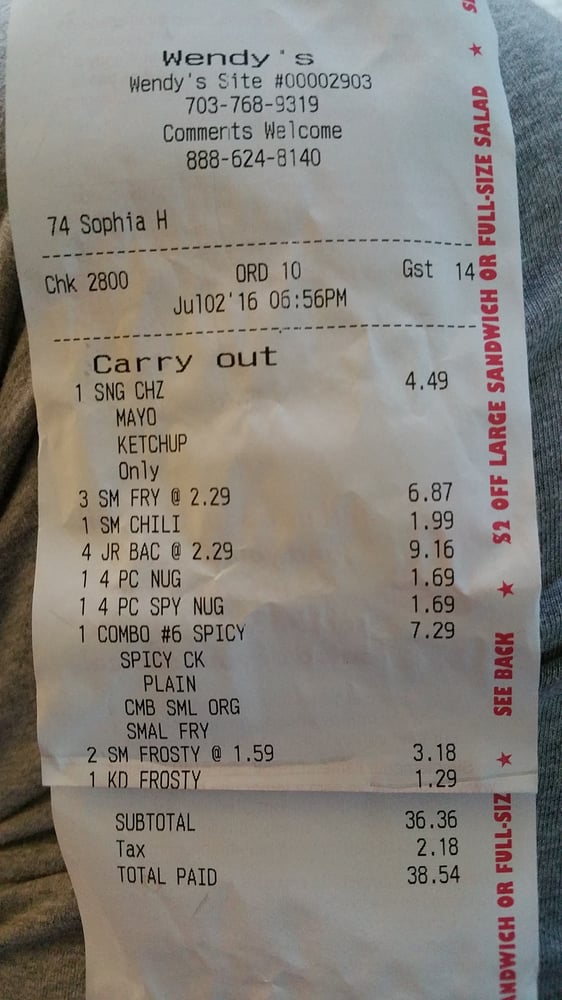 Wendy's
Wendy's Site #00002903
703-768-9319
Comments Welcome
888-624-8140
74 Sophia H
Chk 2800 ORD 10 Gst 14
Jul02'16 06:56PM
Carry out
1 SNG CHZ 4.49
MAYO
KETCHUP
Only
3 SM FRY @ 2.29 6.87
1 SM CHILI 1.99
4 JR BAC @ 2.29 9.16
1 4 PC NUG 1.69
1 4 PC SPY NUG 1.69
1 COMBO #6 SPICY 7.29
SPICY CK
PLAIN
CMB SML ORG
SMAL FRY
2 SM FROSTY @ 1.59 3.18
1 KD FROSTY 1.29
SUBTOTAL 36.36
Tax 2.18
TOTAL PAID 38.54
$2 OFF LARGE SANDWICH OR FULL-SIZE SALAD
SEE BACK